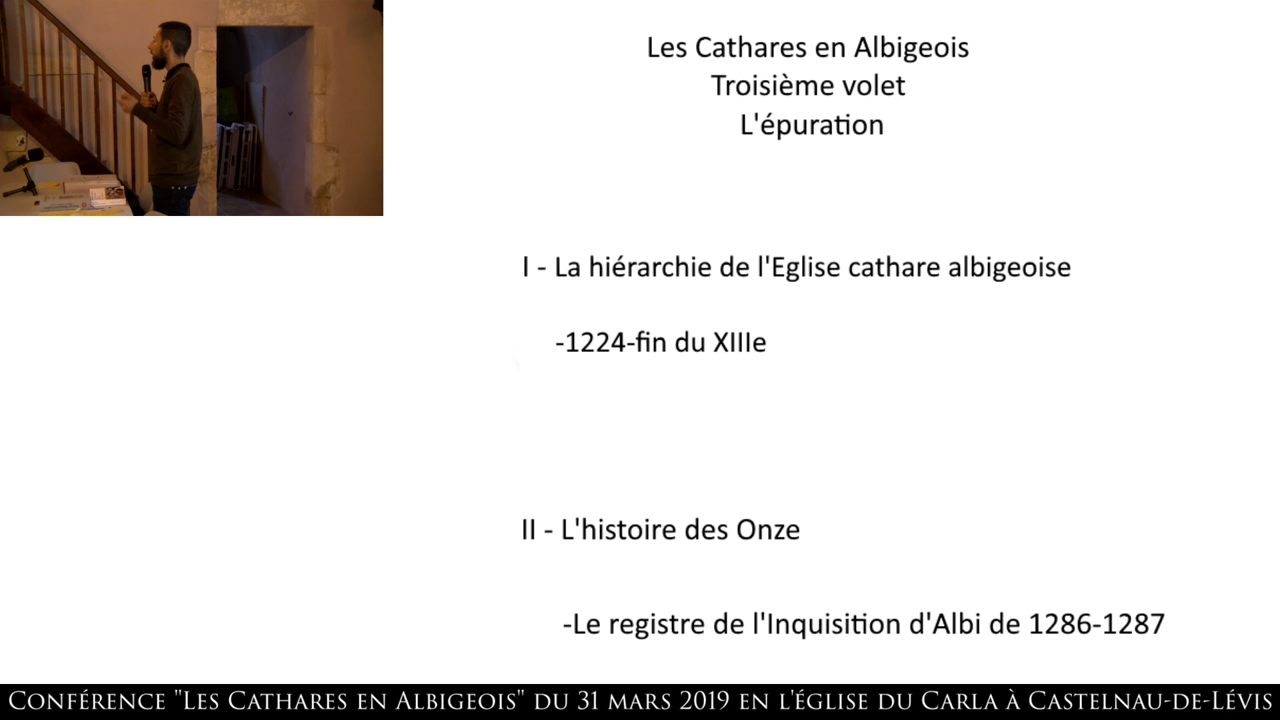 Les Cathares en Albigeois
Troisième volet
L'épuration
I - La hiérarchie de l'Eglise cathare albigeoise
-1224-fin du XIIIe
II - L'histoire des Onze
-Le registre de l'Inquisition d'Albi de 1286-1287
Conférence "Les Cathares en Albigeois" du 31 mars 2019 en l'église du Carla à Castelnau-de-Lévis